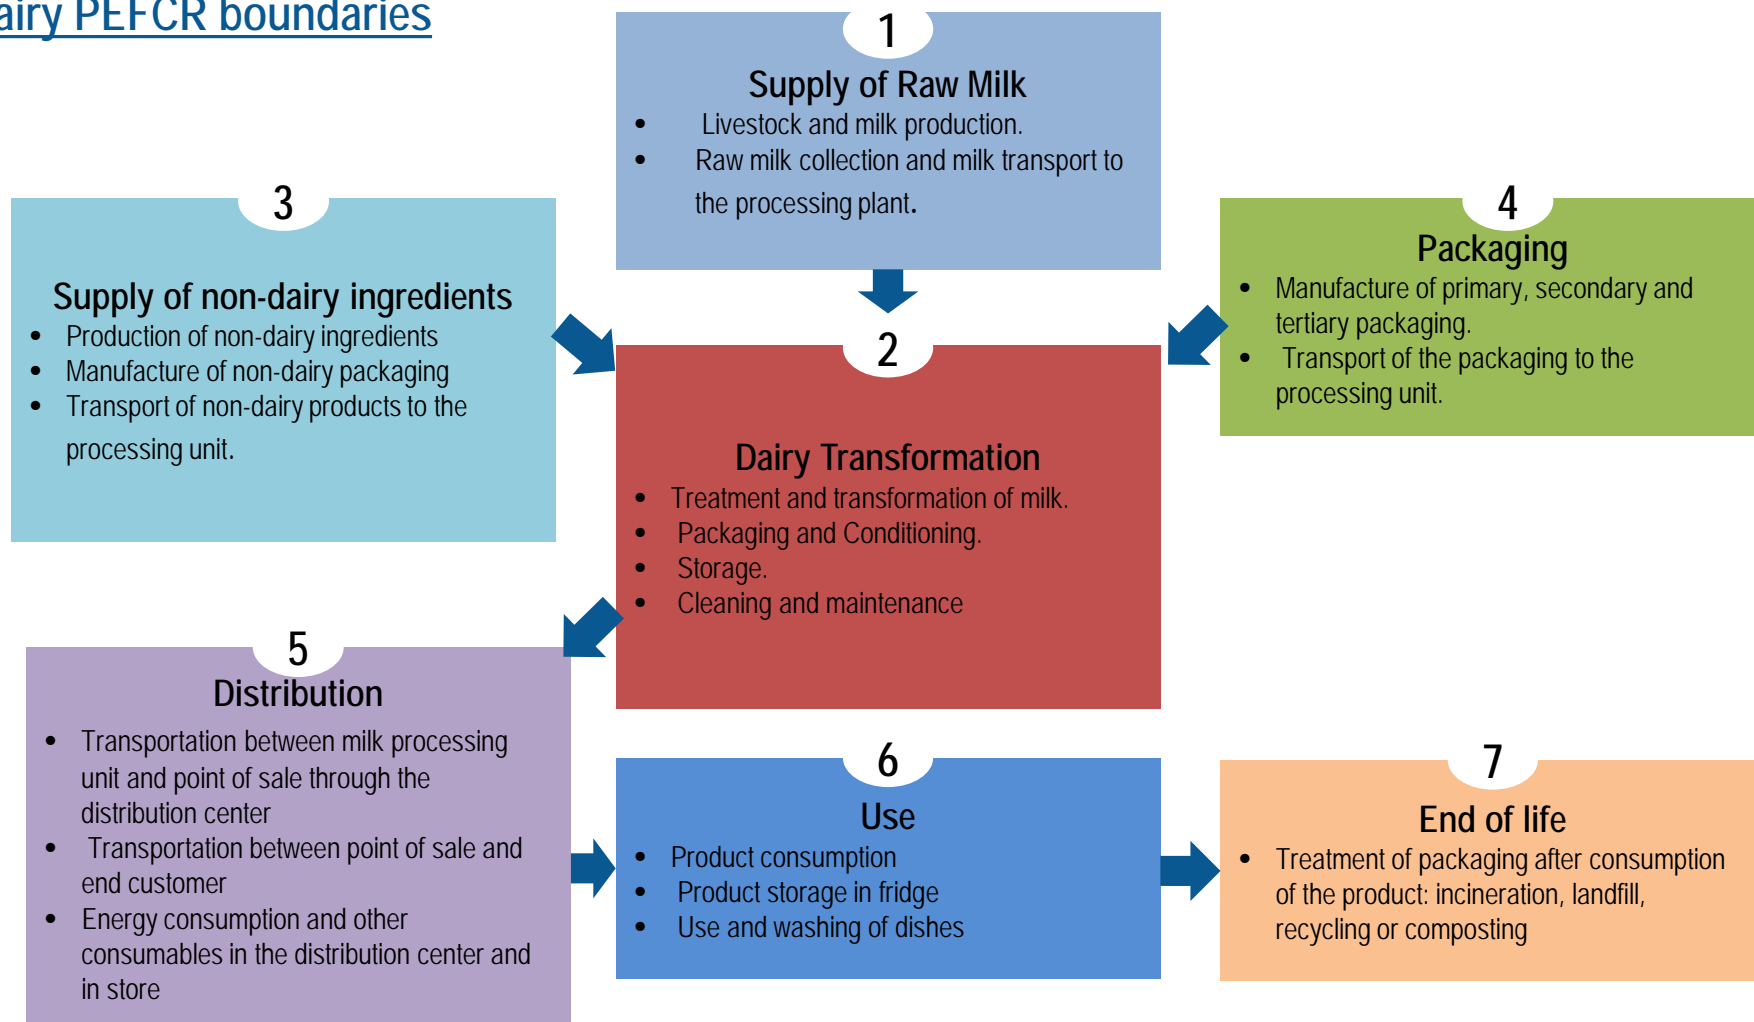 airy PEFCR boundaries
1
Supply of Raw Milk
• Livestock and milk production.
• Raw milk collection and milk transport to
the processing plant.
3
Supply of non-dairy ingredients
• Production of non-dairy ingredients
• Manufacture of non-dairy packaging
• Transport of non-dairy products to the
processing unit.
4
Packaging
• Manufacture of primary, secondary and
tertiary packaging.
• Transport of the packaging to the
processing unit.
2
Dairy Transformation
• Treatment and transformation of milk.
• Packaging and Conditioning.
• Storage.
• Cleaning and maintenance
5
Distribution
• Transportation between milk processing
unit and point of sale through the
distribution center
• Transportation between point of sale and
end customer
• Energy consumption and other
consumables in the distribution center and
in store
6
Use
• Product consumption
• Product storage in fridge
• Use and washing of dishes
7
End of life
• Treatment of packaging after consumption
of the product: incineration, landfill,
recycling or composting